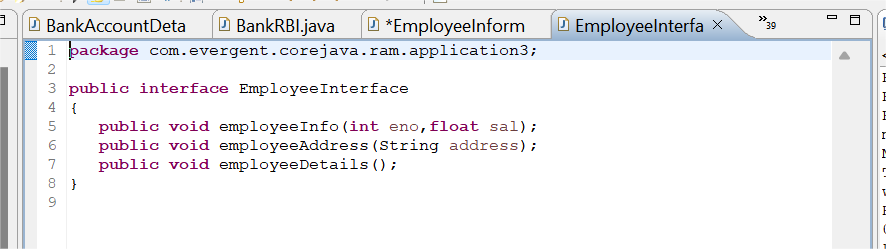 BankAccountDeta BankRBI.java *EmployeeInform EmployeeInterfa 39
1 package com.evergent.corejava.ram.application3;
2
3 public interface EmployeeInterface
4 {
5 public void employeeInfo(int eno,float sal);
6 public void employeeAddress(String address);
7 public void employeeDetails();
8 }
9